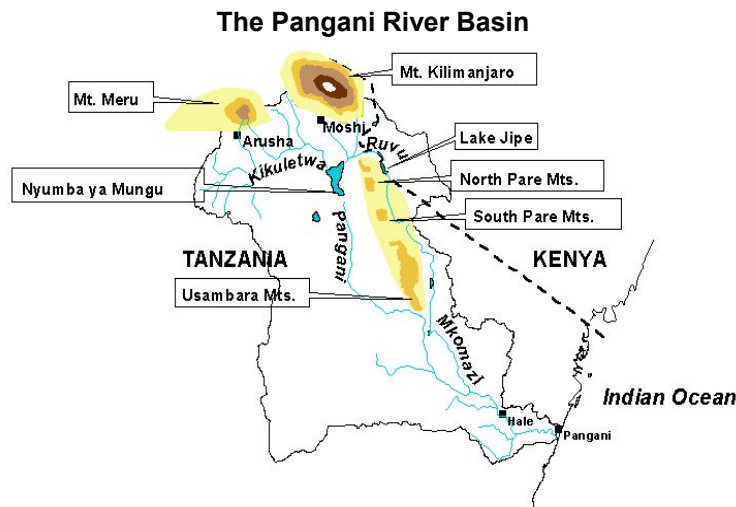 The Pangani River Basin
Mt. Kilimanjaro
Mt. Meru
Moshi
Arusha
Ruvu
Lake Jipe
Kikuletwa
North Pare Mts.
Nyumba ya Mungu
South Pare Mts.
Pangani
TANZANIA
KENYA
Usambara Mts.
Mkomazi
Indian Ocean
Hale
Pangani